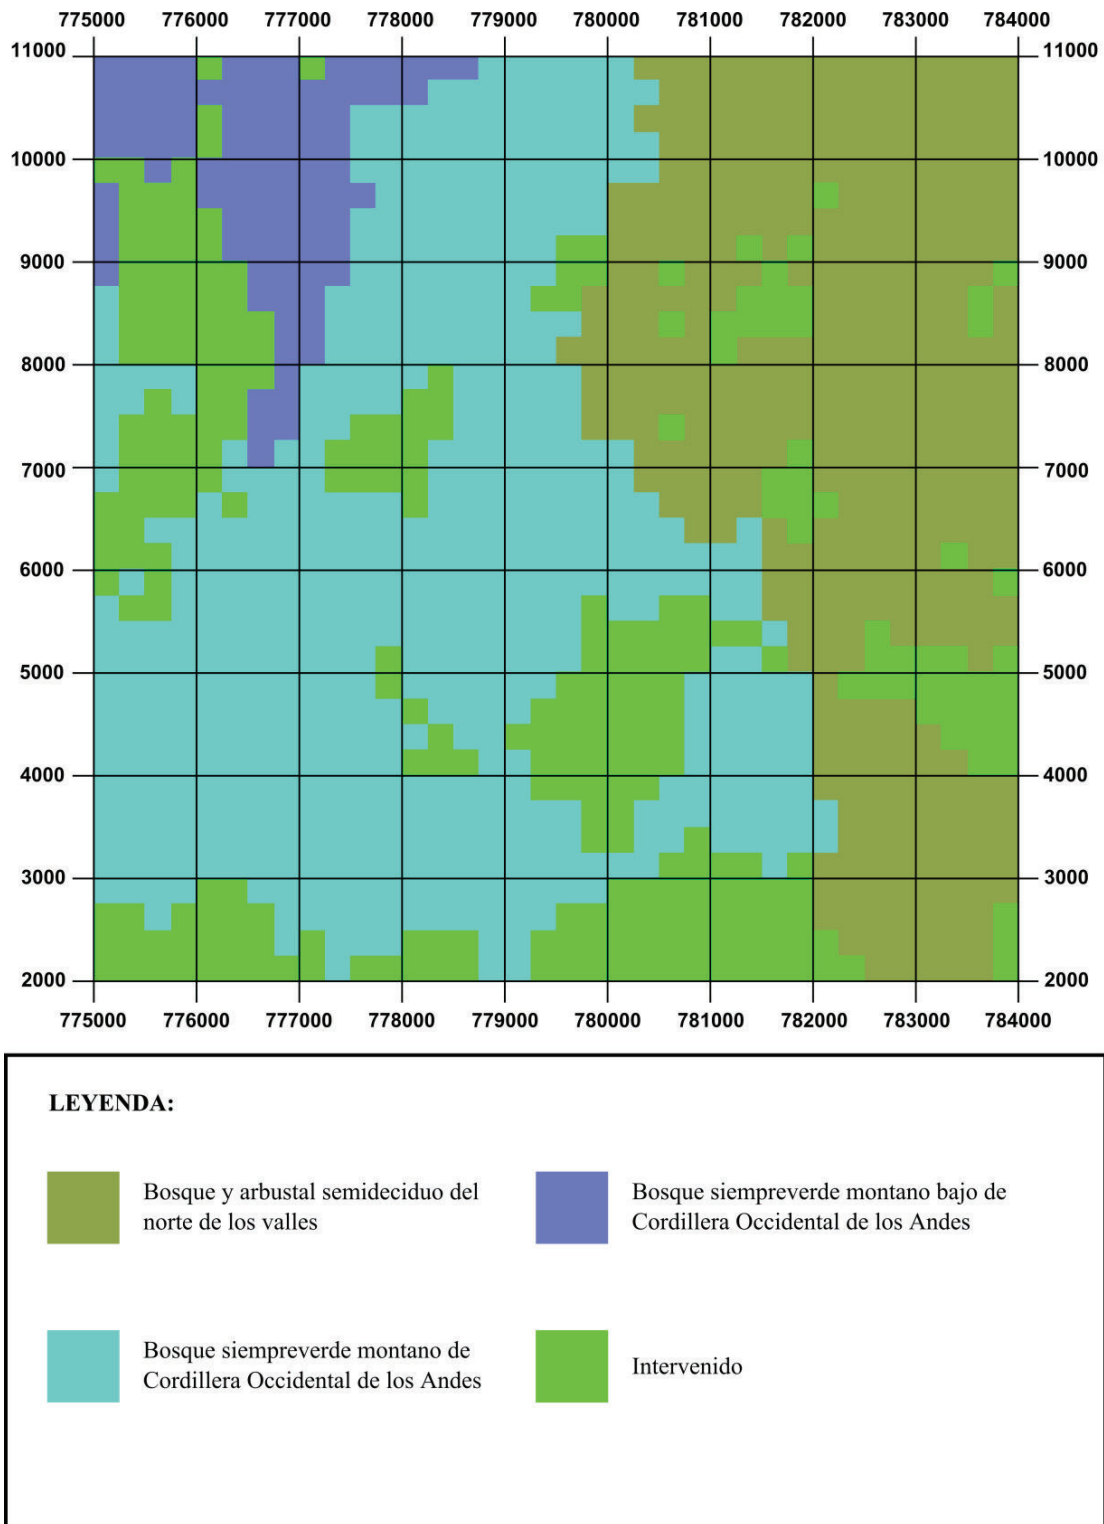 775000 776000 777000 778000 779000 780000 781000 782000 783000 784000
11000 11000
10000 10000
9000 9000
8000 8000
7000 7000
6000 6000
5000 5000
4000 4000
3000 3000
2000 2000
775000 776000 777000 778000 779000 780000 781000 782000 783000 784000
LEYENDA:
Bosque y arbustal semideciduo del
norte de los valles
Bosque siempreverde montano bajo de
Cordillera Occidental de los Andes
Bosque siempreverde montano de
Cordillera Occidental de los Andes
Intervenido